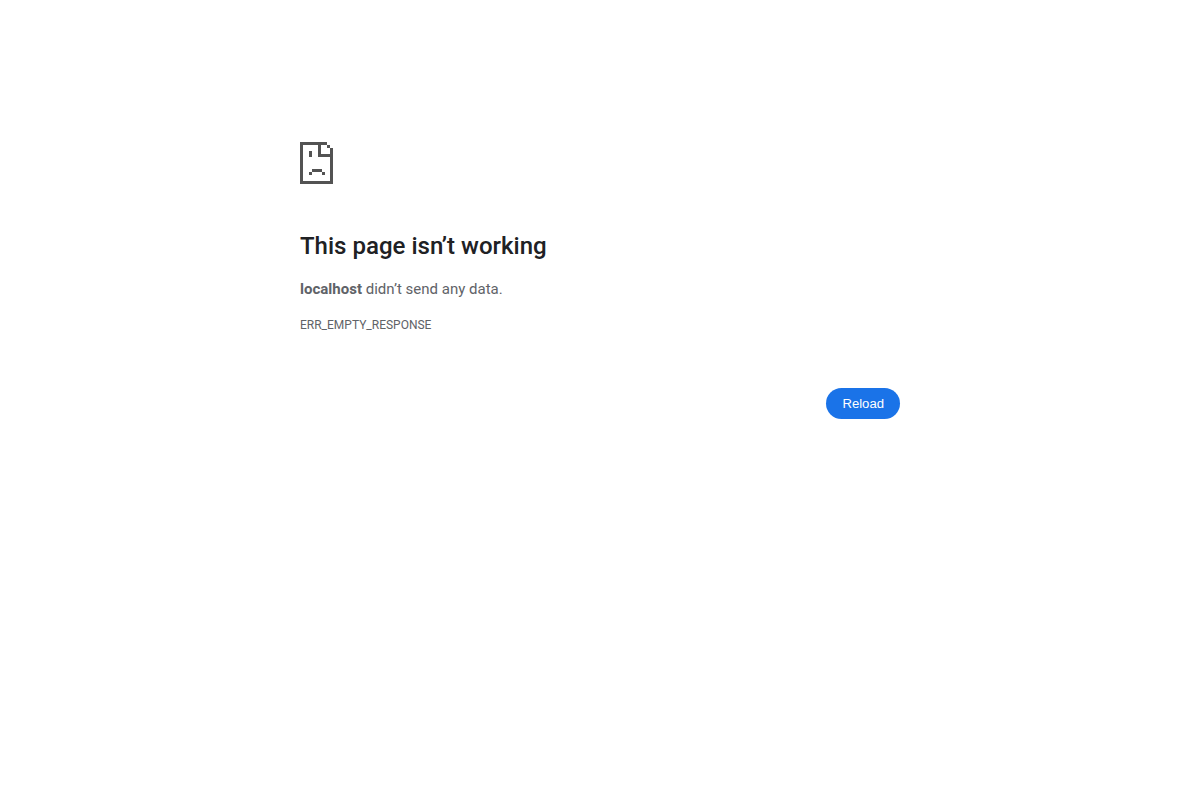 This page isn’t working
localhost didn’t send any data.
ERR_EMPTY_RESPONSE
Reload